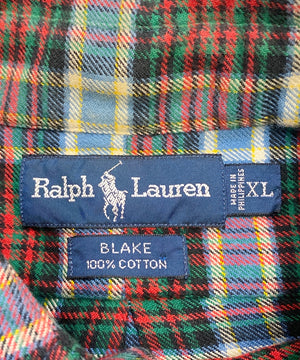 Ralph Lauren
MADE IN
PHILIPPINES
XL
BLAKE
100% COTTON